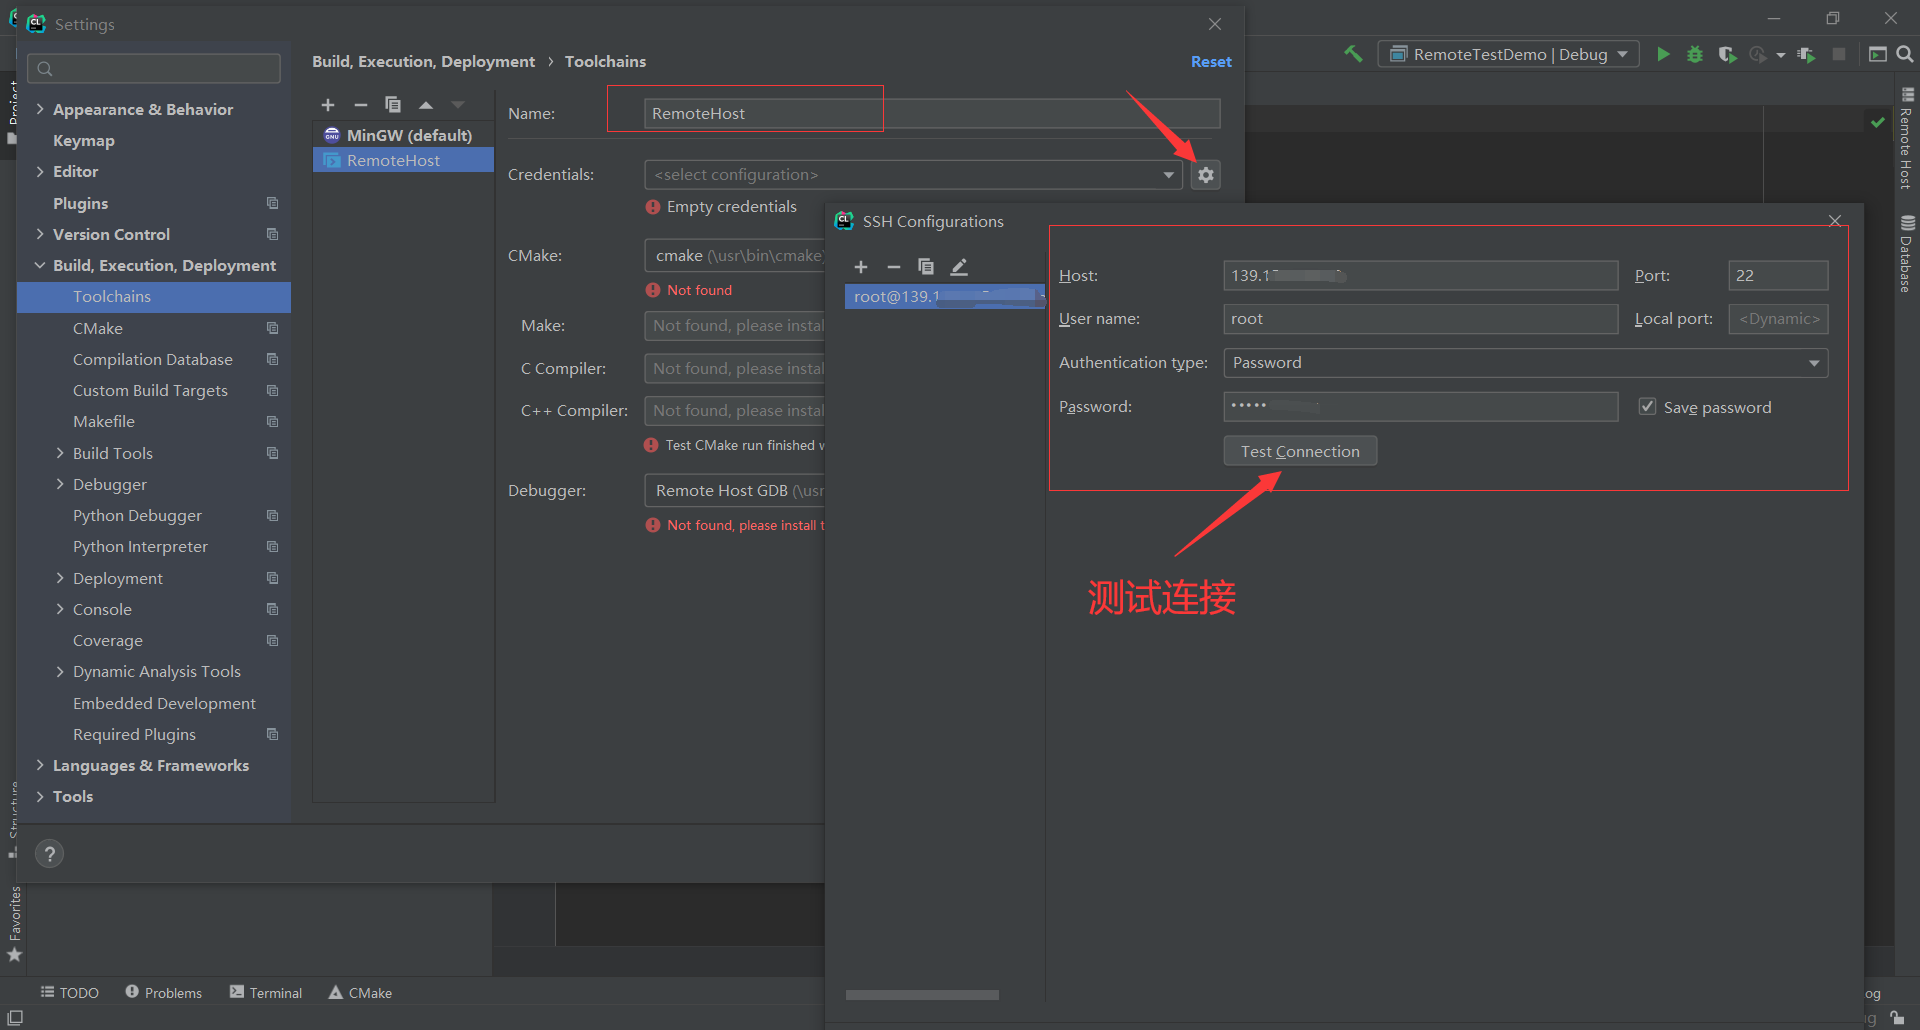 Settings
Build, Execution, Deployment › Toolchains
Reset
Appearance & Behavior
Keymap
Editor
Plugins
Version Control
Build, Execution, Deployment
Toolchains
CMake
Compilation Database
Custom Build Targets
Makefile
Build Tools
Debugger
Python Debugger
Python Interpreter
Deployment
Console
Coverage
Dynamic Analysis Tools
Embedded Development
Required Plugins
Languages & Frameworks
Tools
MinGW (default)
RemoteHost
Name: RemoteHost
Credentials: <select configuration>
Empty credentials
CMake: cmake (\usr\bin\cmake)
Not found
Make: Not found, please instal
C Compiler: Not found, please instal
C++ Compiler: Not found, please instal
Test CMake run finished w
Debugger: Remote Host GDB (\usr
Not found, please install t
SSH Configurations
root@139.1
Host: 139.1
Port: 22
User name: root
Local port: <Dynamic>
Authentication type: Password
Password: •••••
Save password
Test Connection
测试连接
RemoteTestDemo | Debug
Project
Structure
Favorites
Remote Host
Database
TODO
Problems
Terminal
CMake
og